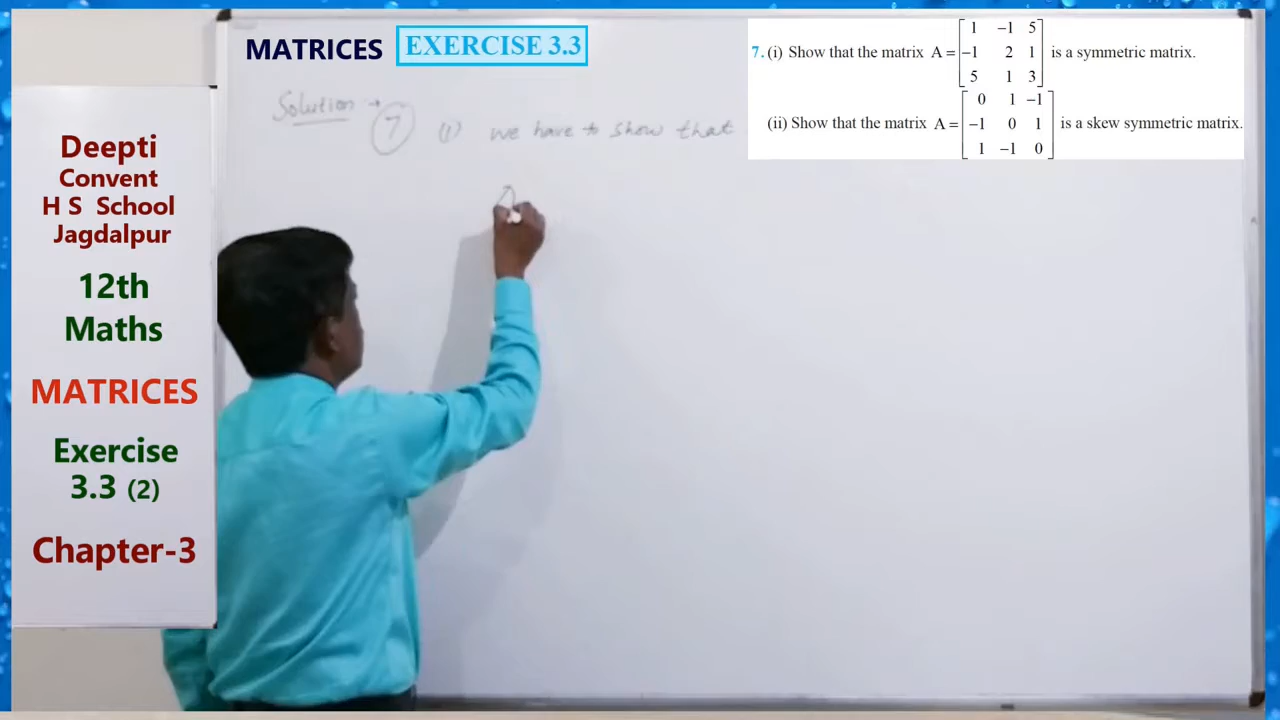 MATRICES EXERCISE 3.3
7. (i) Show that the matrix A = [1 -1 5; -1 2 1; 5 1 3] is a symmetric matrix.
(ii) Show that the matrix A = [0 1 -1; -1 0 1; 1 -1 0] is a skew symmetric matrix.
Deepti
Convent
H S School
Jagdalpur
12th
Maths
MATRICES
Exercise
3.3 (2)
Chapter-3
Solution →
7 (i) we have to show that
A